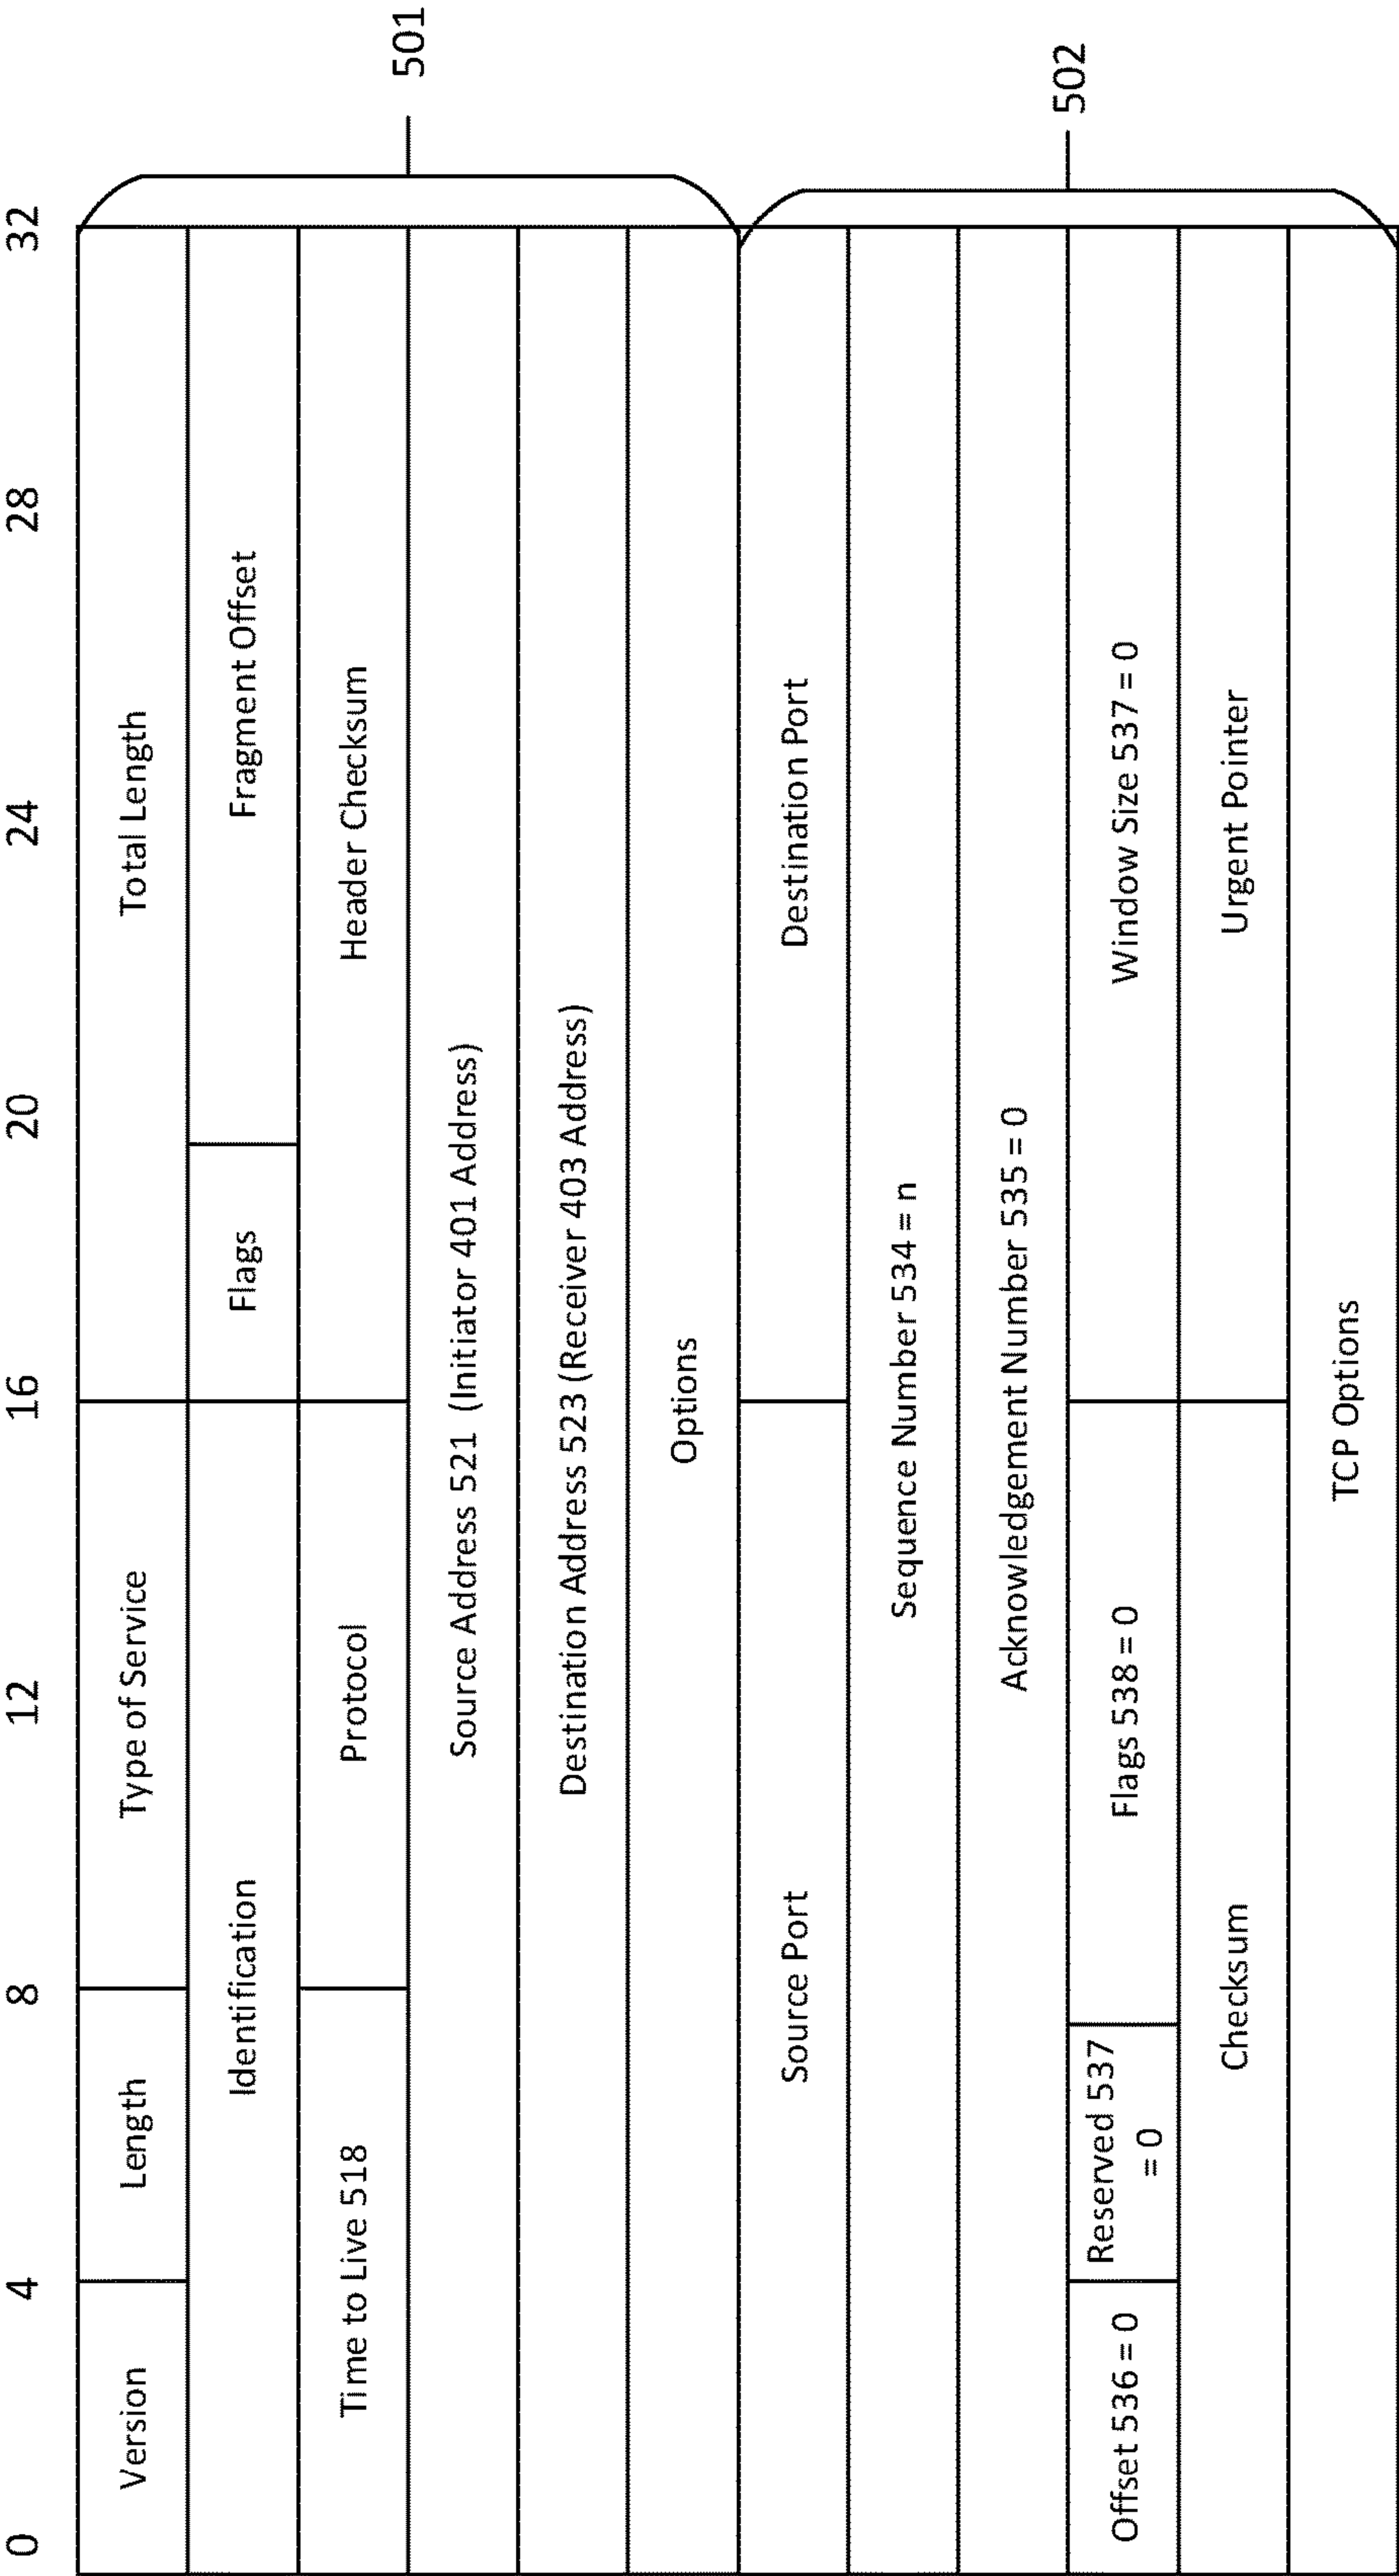 0 4 8 12 16 20 24 28 32
Version Length Type of Service Total Length
Identification Flags Fragment Offset
Time to Live 518 Protocol Header Checksum
501
Source Address 521 (Initiator 401 Address)
Destination Address 523 (Receiver 403 Address)
Options
Source Port Destination Port
Sequence Number 534 = n
Acknowledgement Number 535 = 0
502
Offset 536 = 0 Reserved 537 Flags 538 = 0 Window Size 537 = 0
= 0
Checksum Urgent Pointer
TCP Options